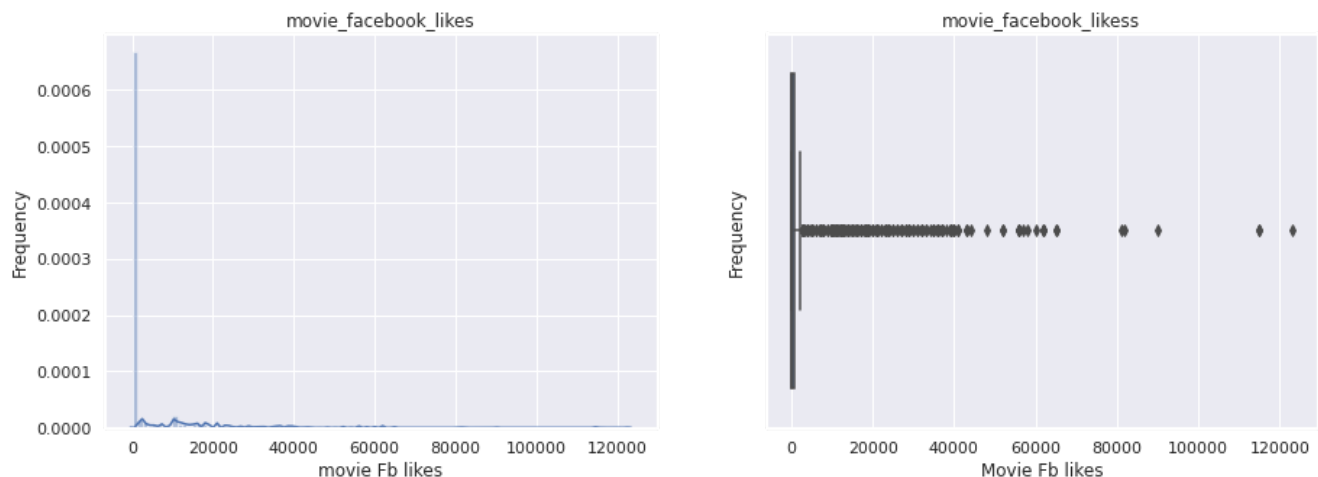 movie_facebook_likes
Frequency
0.0006
0.0005
0.0004
0.0003
0.0002
0.0001
0.0000
0 20000 40000 60000 80000 100000 120000
movie Fb likes
movie_facebook_likess
Frequency
0 20000 40000 60000 80000 100000 120000
Movie Fb likes